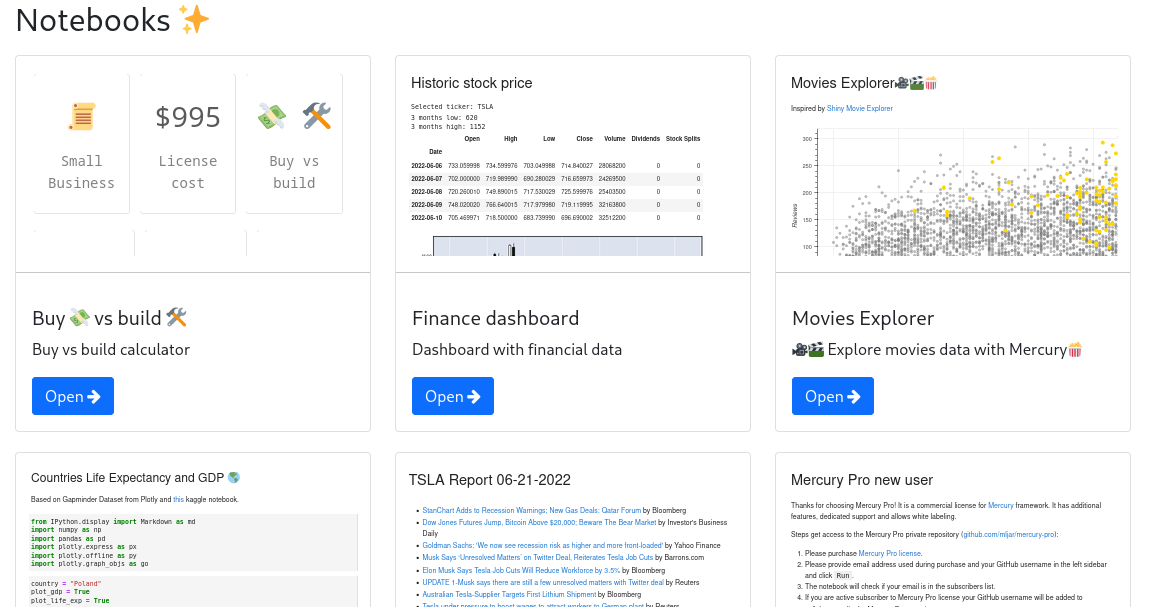 Notebooks ✨
📜
Small
Business
$995
License
cost
💸 🛠️
Buy vs
build
Buy 💸 vs build 🛠️
Buy vs build calculator
Open
Historic stock price
Selected ticker: TSLA
3 months low: 620
3 months high: 1152
Open High Low Close Volume Dividends Stock Splits
Date
2022-06-06 733.059998 734.599976 703.049988 714.840027 28068200 0 0
2022-06-07 702.000000 719.989990 690.280029 716.659973 24269500 0 0
2022-06-08 720.260010 749.890015 717.530029 725.599976 25403500 0 0
2022-06-09 748.020020 766.640015 717.979980 719.119995 32163800 0 0
2022-06-10 705.469971 718.500000 683.739990 696.690002 32512200 0 0
Finance dashboard
Dashboard with financial data
Open
Movies Explorer🎥🎬🍿
Inspired by Shiny Movie Explorer
300
250
200
150
100
Reviews
Movies Explorer
🎥🎬 Explore movies data with Mercury🍿
Open
Countries Life Expectancy and GDP 🌎
Based on Gapminder Dataset from Plotly and this kaggle notebook.
from IPython.display import Markdown as md
import numpy as np
import pandas as pd
import plotly.express as px
import plotly.offline as py
import plotly.graph_objs as go
country = "Poland"
plot_gdp = True
plot_life_exp = True
TSLA Report 06-21-2022
StanChart Adds to Recession Warnings; New Gas Deals: Qatar Forum by Bloomberg
Dow Jones Futures Jump, Bitcoin Above $20,000; Beware The Bear Market by Investor's Business
Daily
Goldman Sachs: 'We now see recession risk as higher and more front-loaded' by Yahoo Finance
Musk Says 'Unresolved Matters' on Twitter Deal, Reiterates Tesla Job Cuts by Barrons.com
Elon Musk Says Tesla Job Cuts Will Reduce Workforce by 3.5% by Bloomberg
UPDATE 1-Musk says there are still a few unresolved matters with Twitter deal by Reuters
Australian Tesla-Supplier Targets First Lithium Shipment by Bloomberg
Tesla under pressure to boost wages to attract workers to German plant by Reuters
Mercury Pro new user
Thanks for choosing Mercury Pro! It is a commercial license for Mercury framework. It has additional
features, dedicated support and allows white labeling.
Steps get access to the Mercury Pro private repository (github.com/mljar/mercury-pro):
1. Please purchase Mercury Pro license.
2. Please provide email address used during purchase and your GitHub username in the left sidebar
and click Run.
3. The notebook will check if your email is in the subscribers list.
4. If you are active subscriber to Mercury Pro license your GitHub username will be added to